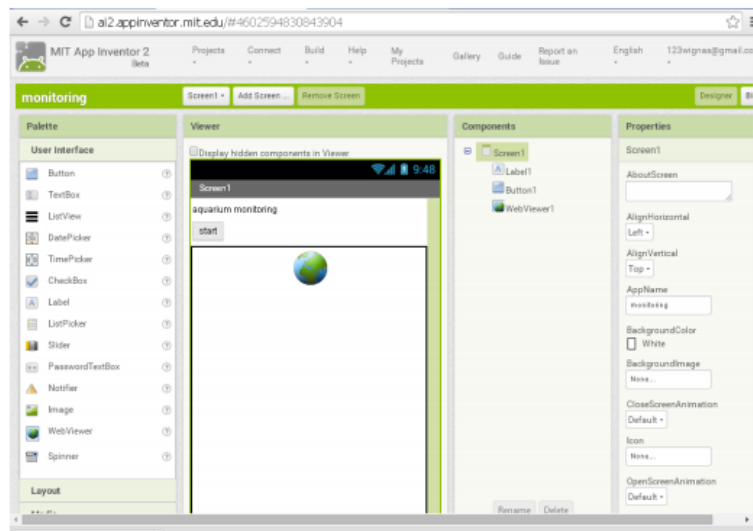 ai2.appinventor.mit.edu/#4602594830843904
MIT App Inventor 2
Beta
Projects Connect Build Help My Projects Gallery Guide Report an Issue English 123wignas@gmail.co
monitoring
Screen1 Add Screen ... Remove Screen Designer
Palette
User Interface
Button
TextBox
ListView
DatePicker
TimePicker
CheckBox
Label
ListPicker
Slider
PasswordTextBox
Notifier
Image
WebViewer
Spinner
Layout
Viewer
Display hidden components in Viewer
9:48
Screen1
aquarium monitoring
start
Components
Screen1
Label1
Button1
WebViewer1
Rename Delete
Properties
Screen1
AboutScreen
AlignHorizontal
Left
AlignVertical
Top
AppName
monitoring
BackgroundColor
White
BackgroundImage
None...
CloseScreenAnimation
Default
Icon
None...
OpenScreenAnimation
Default